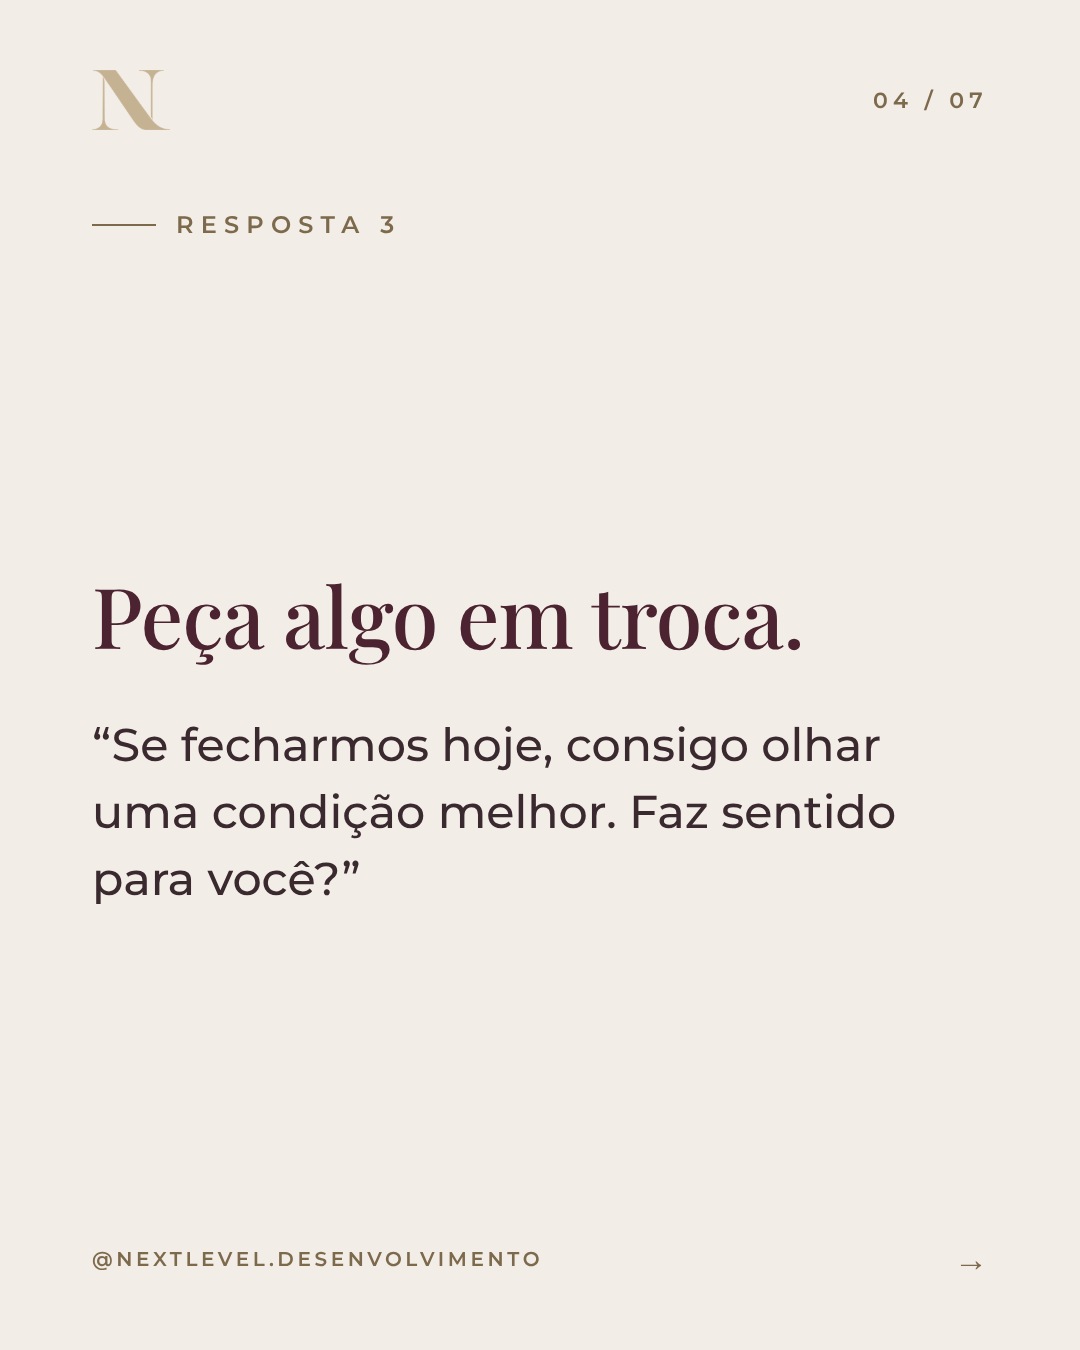 N
04 / 07
RESPOSTA 3
Peça algo em troca.
“Se fecharmos hoje, consigo olhar
uma condição melhor. Faz sentido
para você?”
@NEXTLEVEL.DESENVOLVIMENTO
→